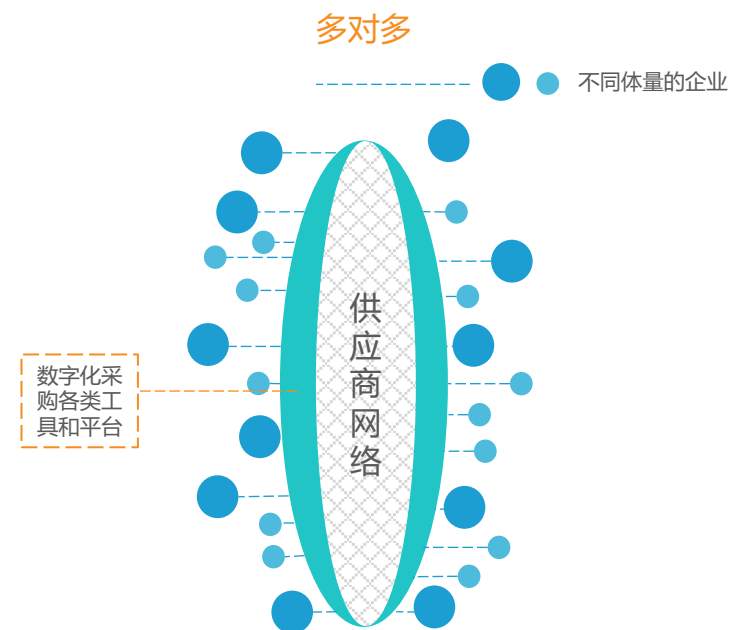 多对多
不同体量的企业
供应商网络
数字化采
购各类工
具和平台